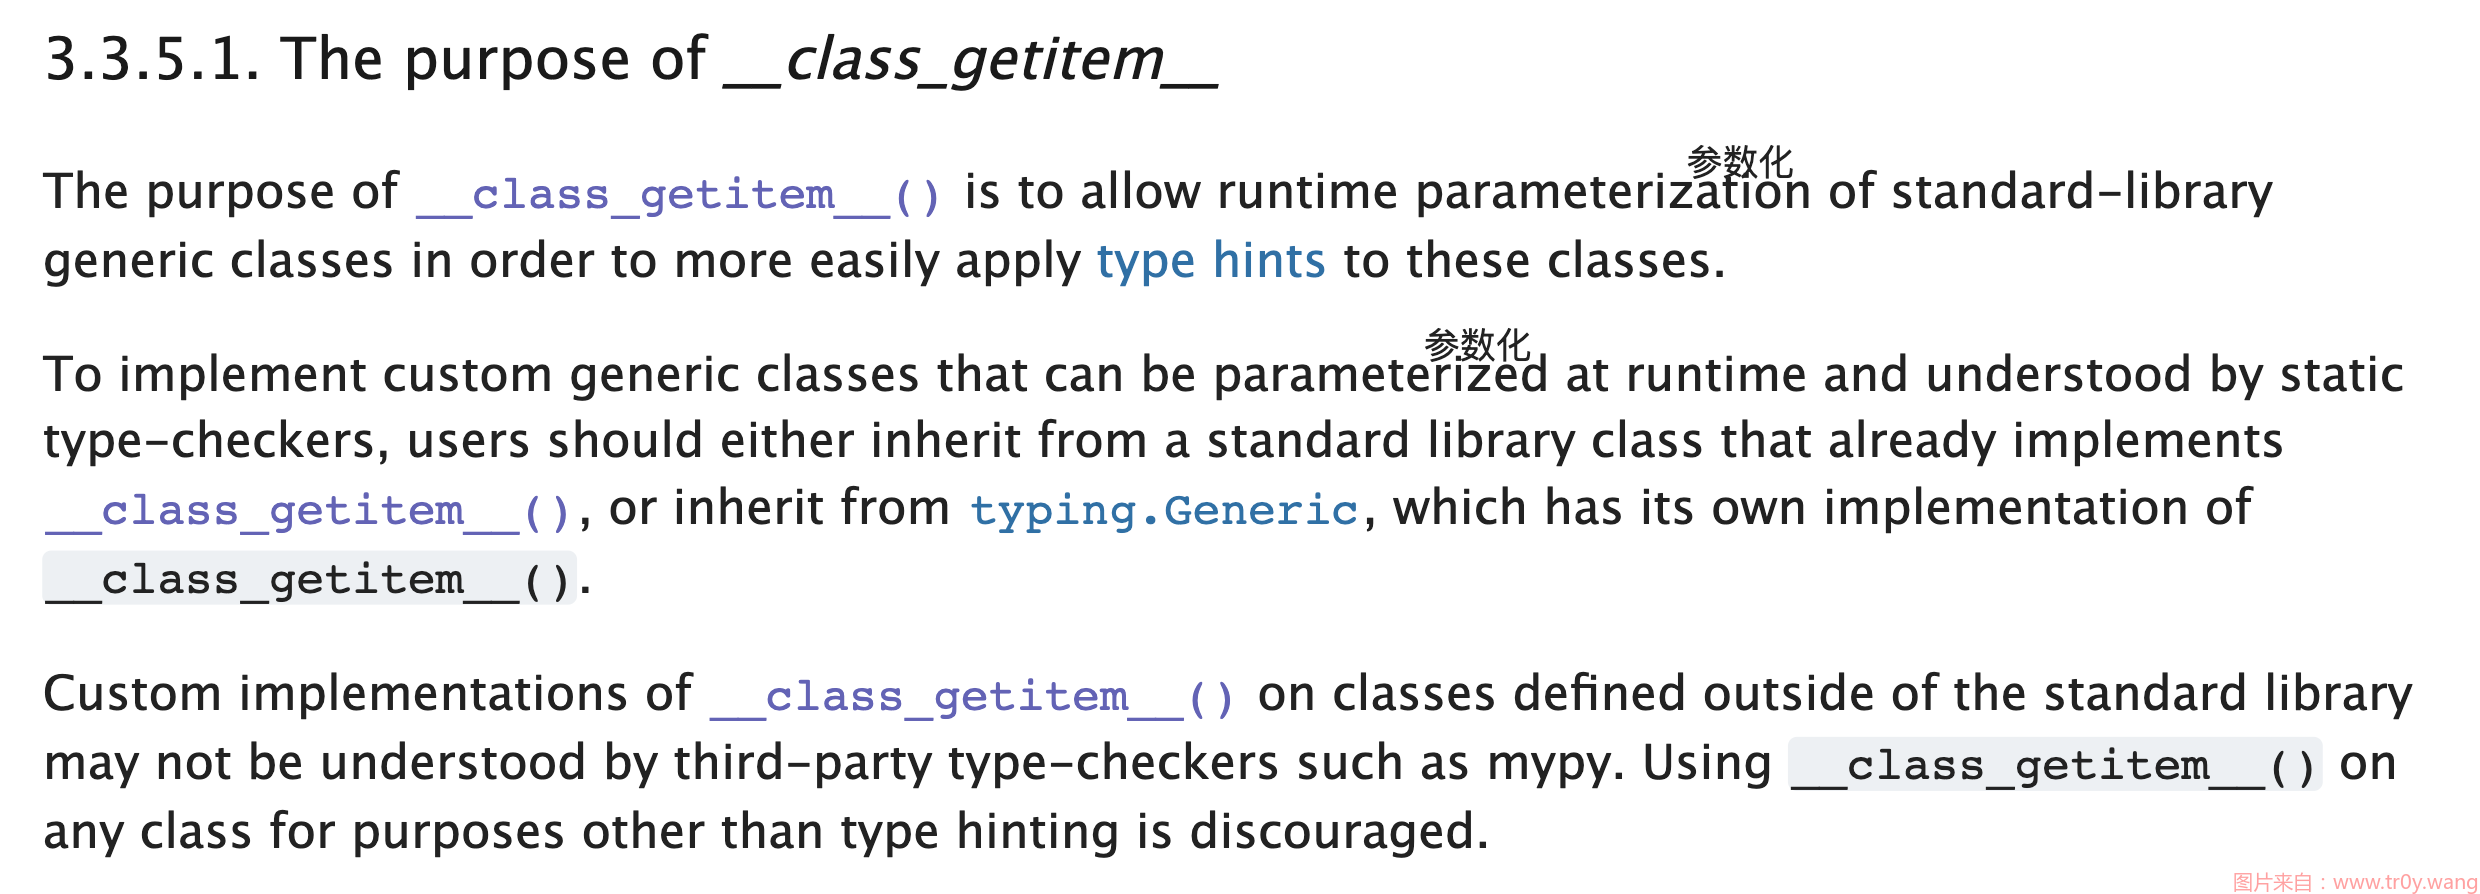 3.3.5.1. The purpose of __class_getitem__
参数化
The purpose of __class_getitem__() is to allow runtime parameterization of standard-library
generic classes in order to more easily apply type hints to these classes.
参数化
To implement custom generic classes that can be parameterized at runtime and understood by static
type-checkers, users should either inherit from a standard library class that already implements
__class_getitem__(), or inherit from typing.Generic, which has its own implementation of
__class_getitem__().
Custom implementations of __class_getitem__() on classes defined outside of the standard library
may not be understood by third-party type-checkers such as mypy. Using __class_getitem__() on
any class for purposes other than type hinting is discouraged.
图片来自：www.tr0y.wang